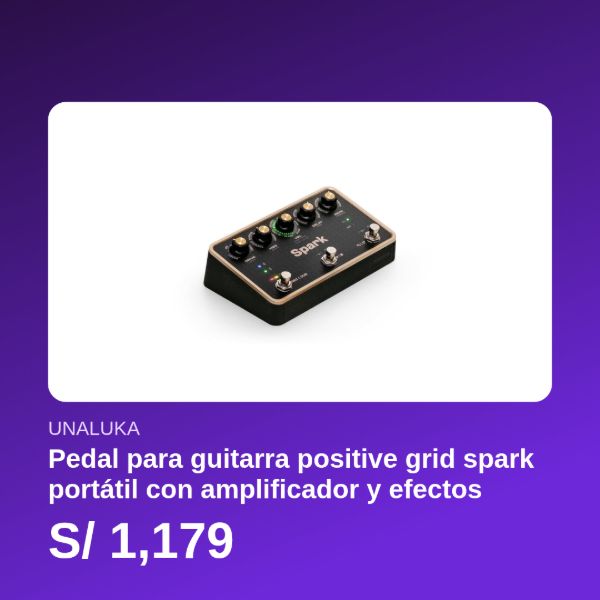 Spark
UNALUKA
Pedal para guitarra positive grid spark
portátil con amplificador y efectos
S/ 1,179